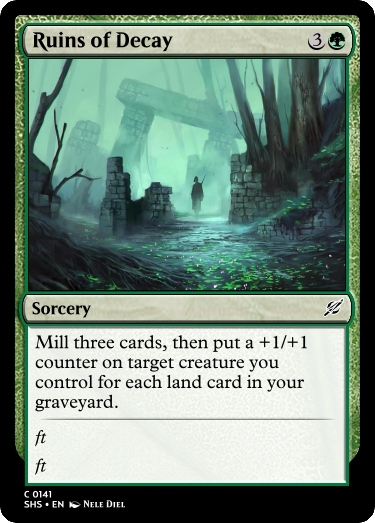 Ruins of Decay 3
Sorcery
Mill three cards, then put a +1/+1
counter on target creature you
control for each land card in your
graveyard.
ft
ft
C 0141
SHS • EN Nele Diel